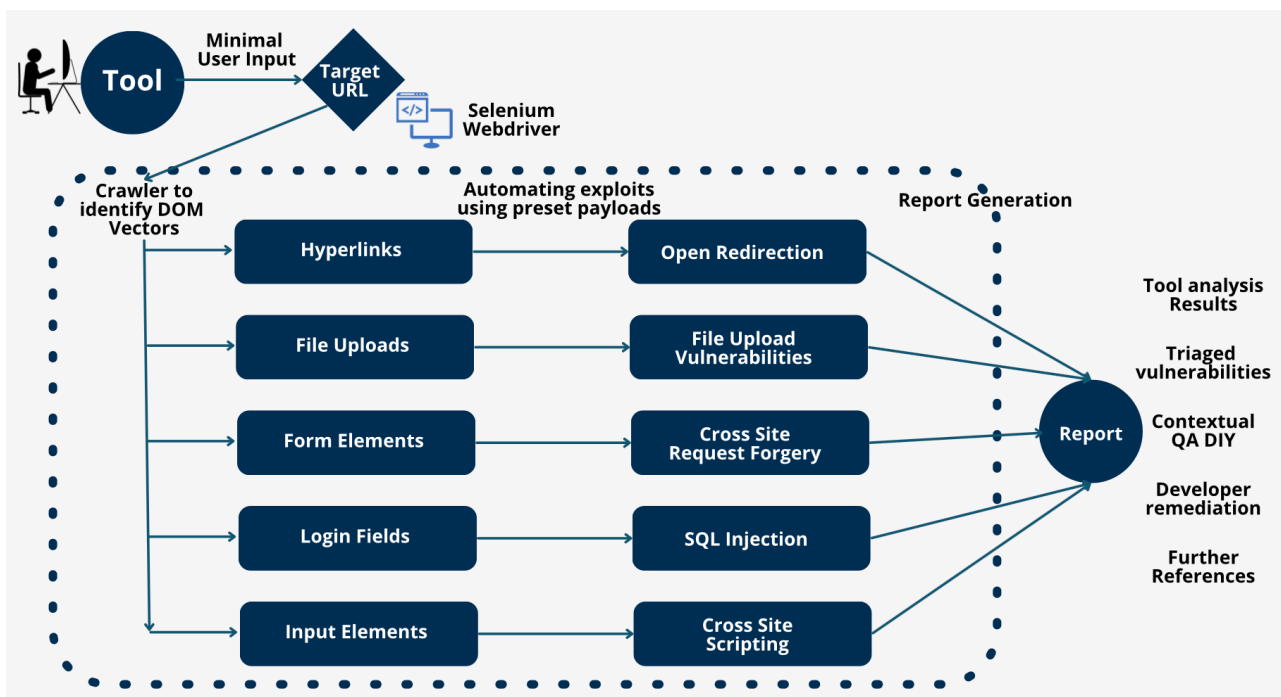 Minimal
User Input
Tool
Target
URL
</>
Selenium
Webdriver
Crawler to
identify DOM
Vectors
Automating exploits
using preset payloads
Report Generation
Hyperlinks
Open Redirection
File Uploads
File Upload
Vulnerabilities
Form Elements
Cross Site
Request Forgery
Login Fields
SQL Injection
Input Elements
Cross Site
Scripting
Report
Tool analysis
Results
Triaged
vulnerabilities
Contextual
QA DIY
Developer
remediation
Further
References